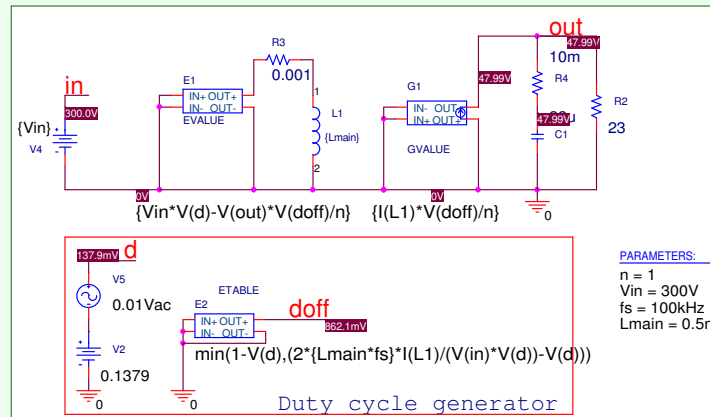 out
47.99V
R3
10m
in
E1
0.001
G1
47.99V
R4
300.0V
IN+ OUT+
IN- OUT-
EVALUE
1
L1
{Lmain}
2
IN- OUT-
IN+ OUT+
GVALUE
47.99V
C1
R2
23
{Vin}
V4
0V
0V
0
{Vin*V(d)-V(out)*V(doff)/n}
{I(L1)*V(doff)/n}
137.9mV
d
V5
0.01Vac
ETABLE
E2
doff
IN+ OUT+
IN- OUT-
862.1mV
V2
0.1379
min(1-V(d),(2*{Lmain*fs}*I(L1)/(V(in)*V(d))-V(d)))
0
0
Duty cycle generator
PARAMETERS:
n = 1
Vin = 300V
fs = 100kHz
Lmain = 0.5